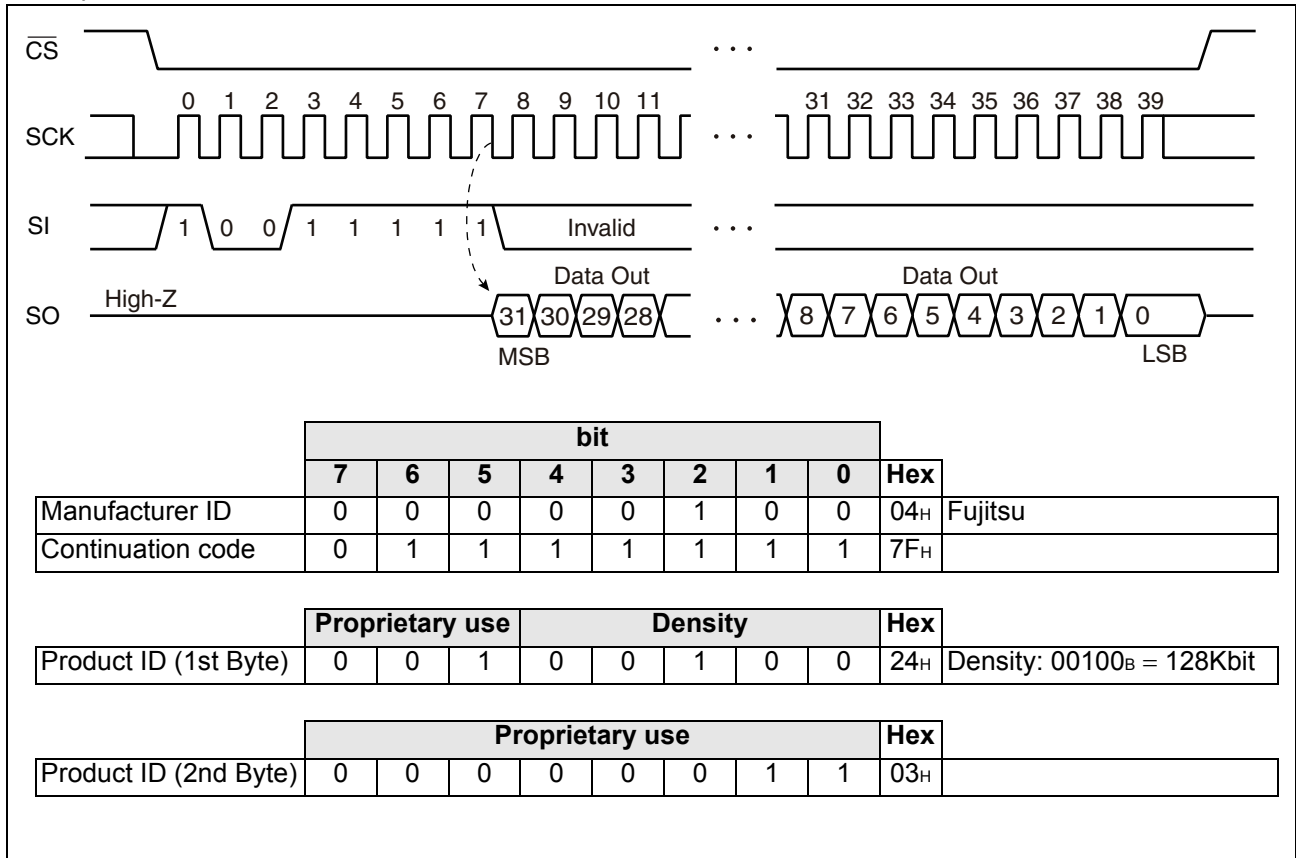 CS
0 1 2 3 4 5 6 7 8 9 10 11 31 32 33 34 35 36 37 38 39
SCK
SI 1 0 0 1 1 1 1 1 Invalid
Data Out Data Out
High-Z
SO 31 30 29 28 8 7 6 5 4 3 2 1 0
MSB LSB
bit
7 6 5 4 3 2 1 0 Hex
Manufacturer ID 0 0 0 0 0 1 0 0 04H Fujitsu
Continuation code 0 1 1 1 1 1 1 1 7FH
Proprietary use Density Hex
Product ID (1st Byte) 0 0 1 0 0 1 0 0 24H Density: 00100B = 128Kbit
Proprietary use Hex
Product ID (2nd Byte) 0 0 0 0 0 0 1 1 03H